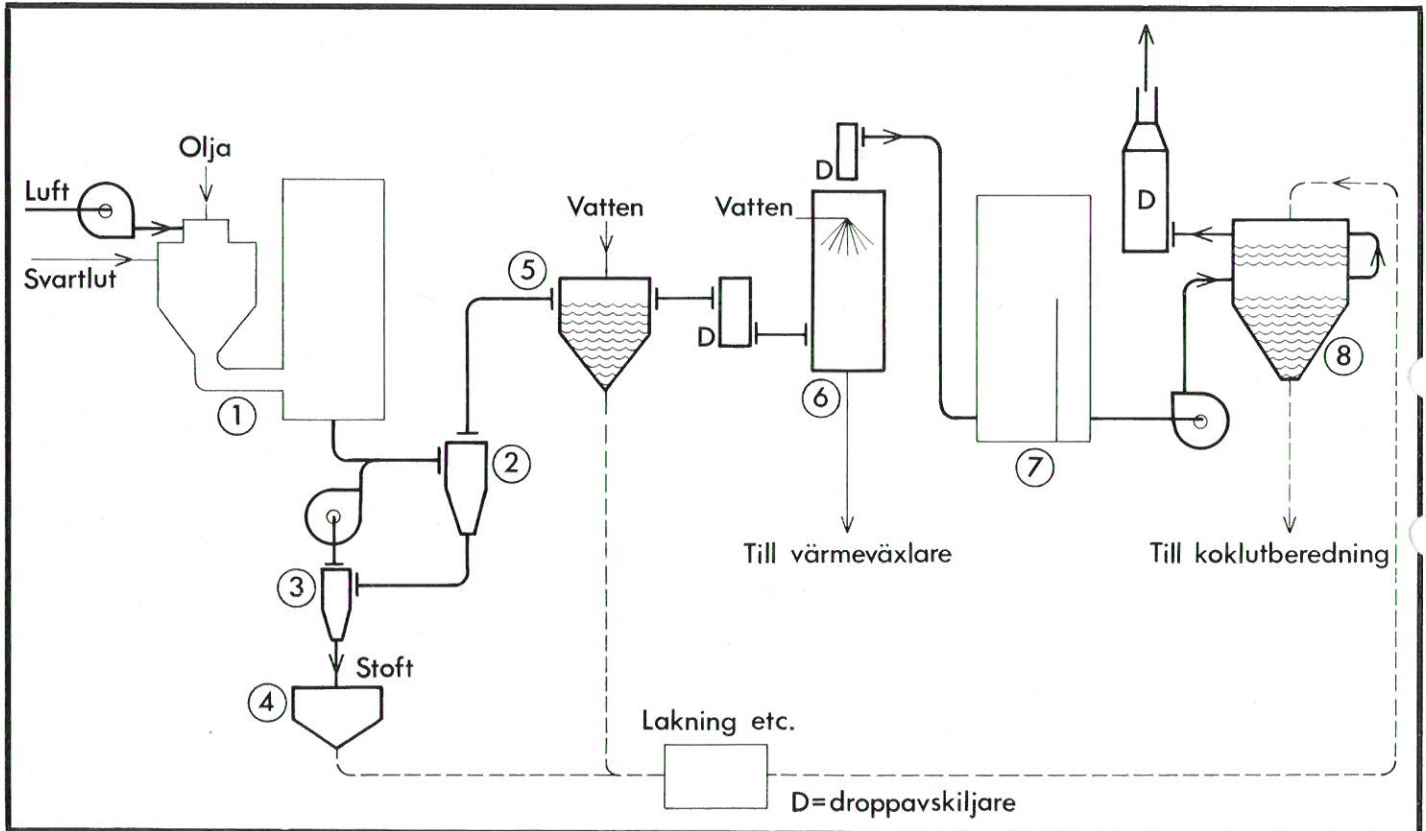 Olja
Luft
Svartlut
Vatten
Vatten
D
D
D
1
2
3
4
5
6
7
8
Till värmeväxlare
Till koklutberedning
Stoft
Lakning etc.
D=droppavskiljare